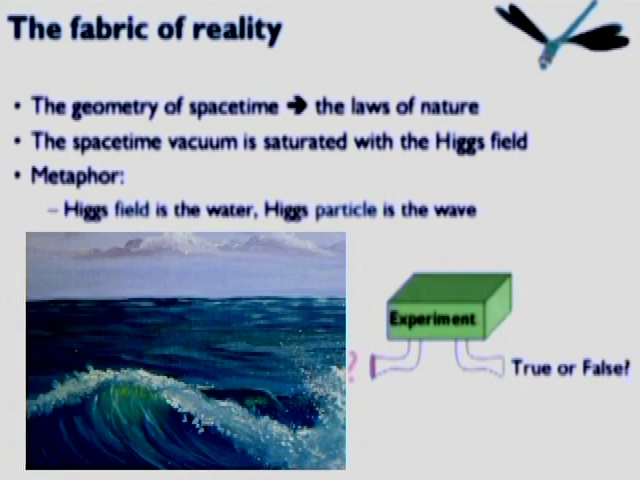 The fabric of reality
• The geometry of spacetime ➔ the laws of nature
• The spacetime vacuum is saturated with the Higgs field
• Metaphor:
– Higgs field is the water, Higgs particle is the wave
Experiment
?
True or False?